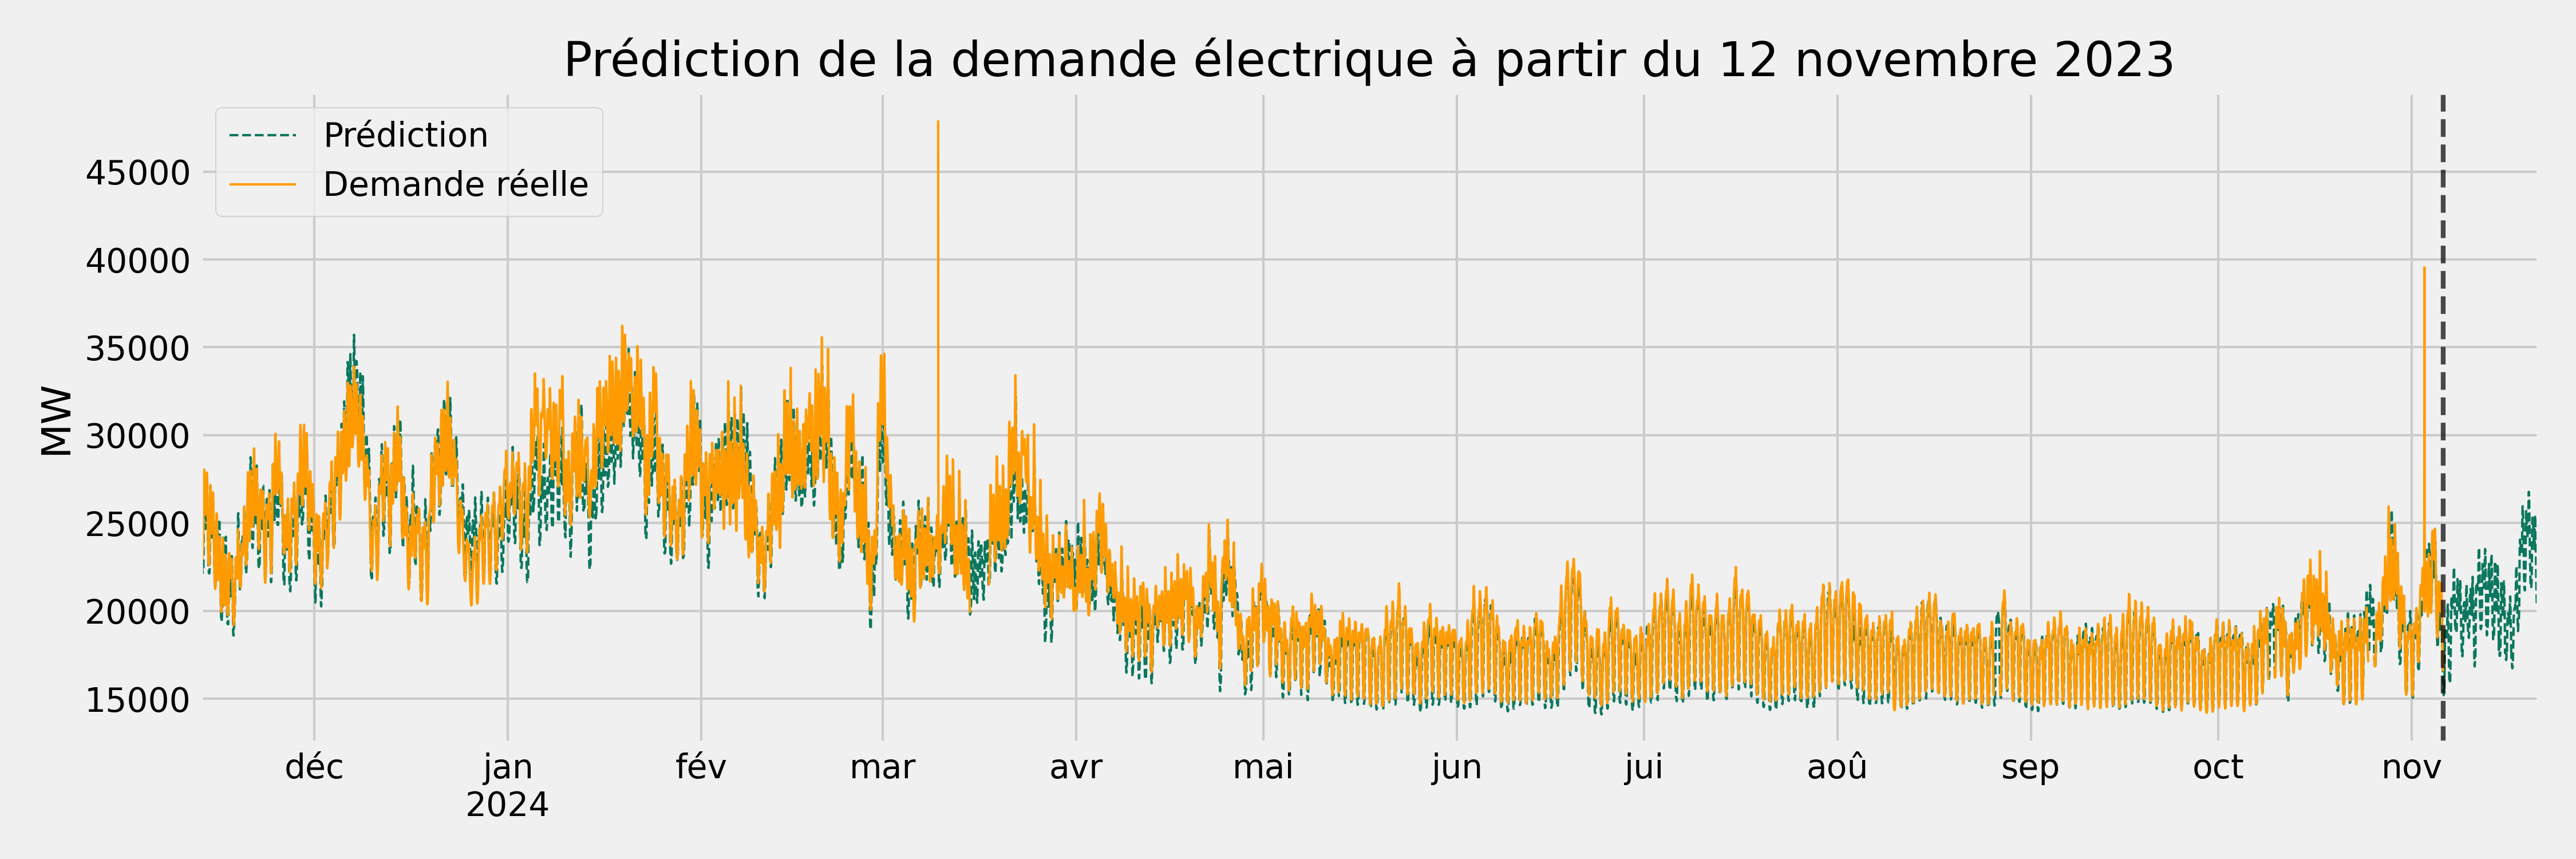 Prédiction de la demande électrique à partir du 12 novembre 2023
Prédiction
Demande réelle
MW
45000
40000
35000
30000
25000
20000
15000
déc jan fév mar avr mai jun jui aoû sep oct nov
2024